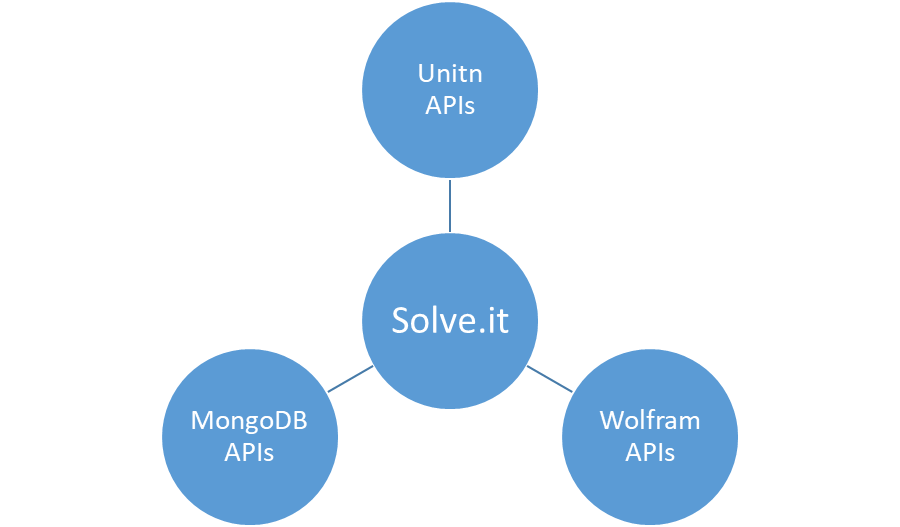 Unitn
APIs
Solve.it
MongoDB
APIs
Wolfram
APIs